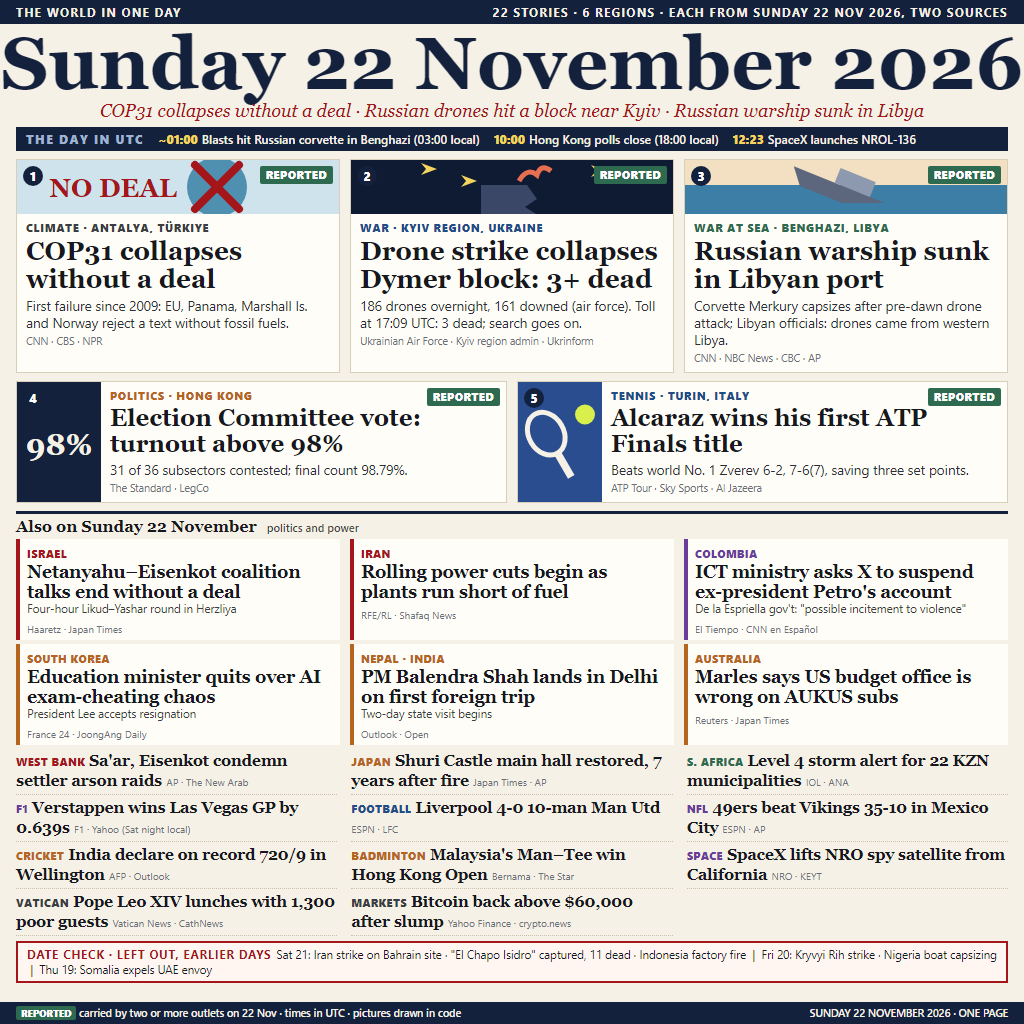 THE WORLD IN ONE DAY
22 STORIES · 6 REGIONS · EACH FROM SUNDAY 22 NOV 2026, TWO SOURCES
Sunday 22 November 2026
COP31 collapses without a deal · Russian drones hit a block near Kyiv · Russian warship sunk in Libya
THE DAY IN UTC ~01:00 Blasts hit Russian corvette in Benghazi (03:00 local) 10:00 Hong Kong polls close (18:00 local) 12:23 SpaceX launches NROL-136
1 NO DEAL REPORTED
CLIMATE · ANTALYA, TÜRKIYE
COP31 collapses
without a deal
First failure since 2009: EU, Panama, Marshall Is.
and Norway reject a text without fossil fuels.
CNN · CBS · NPR
2 REPORTED
WAR · KYIV REGION, UKRAINE
Drone strike collapses
Dymer block: 3+ dead
186 drones overnight, 161 downed (air force). Toll
at 17:09 UTC: 3 dead; search goes on.
Ukrainian Air Force · Kyiv region admin · Ukrinform
3 REPORTED
WAR AT SEA · BENGHAZI, LIBYA
Russian warship sunk
in Libyan port
Corvette Merkury capsizes after pre-dawn drone
attack; Libyan officials: drones came from western
Libya.
CNN · NBC News · CBC · AP
4 98%
POLITICS · HONG KONG REPORTED
Election Committee vote:
turnout above 98%
31 of 36 subsectors contested; final count 98.79%.
The Standard · LegCo
5
TENNIS · TURIN, ITALY REPORTED
Alcaraz wins his first ATP
Finals title
Beats world No. 1 Zverev 6-2, 7-6(7), saving three set points.
ATP Tour · Sky Sports · Al Jazeera
Also on Sunday 22 November politics and power
ISRAEL
Netanyahu–Eisenkot coalition
talks end without a deal
Four-hour Likud–Yashar round in Herzliya
Haaretz · Japan Times
IRAN
Rolling power cuts begin as
plants run short of fuel
RFE/RL · Shafaq News
COLOMBIA
ICT ministry asks X to suspend
ex-president Petro's account
De la Espriella gov't: "possible incitement to violence"
El Tiempo · CNN en Español
SOUTH KOREA
Education minister quits over AI
exam-cheating chaos
President Lee accepts resignation
France 24 · JoongAng Daily
NEPAL · INDIA
PM Balendra Shah lands in Delhi
on first foreign trip
Two-day state visit begins
Outlook · Open
AUSTRALIA
Marles says US budget office is
wrong on AUKUS subs
Reuters · Japan Times
WEST BANK Sa'ar, Eisenkot condemn
settler arson raids AP · The New Arab
JAPAN Shuri Castle main hall restored, 7
years after fire Japan Times · AP
S. AFRICA Level 4 storm alert for 22 KZN
municipalities IOL · ANA
F1 Verstappen wins Las Vegas GP by
0.639s F1 · Yahoo (Sat night local)
FOOTBALL Liverpool 4-0 10-man Man Utd
ESPN · LFC
NFL 49ers beat Vikings 35-10 in Mexico
City ESPN · AP
CRICKET India declare on record 720/9 in
Wellington AFP · Outlook
BADMINTON Malaysia's Man–Tee win
Hong Kong Open Bernama · The Star
SPACE SpaceX lifts NRO spy satellite from
California NRO · KEYT
VATICAN Pope Leo XIV lunches with 1,300
poor guests Vatican News · CathNews
MARKETS Bitcoin back above $60,000
after slump Yahoo Finance · crypto.news
DATE CHECK · LEFT OUT, EARLIER DAYS Sat 21: Iran strike on Bahrain site · "El Chapo Isidro" captured, 11 dead · Indonesia factory fire | Fri 20: Kryvyi Rih strike · Nigeria boat capsizing
| Thu 19: Somalia expels UAE envoy
REPORTED carried by two or more outlets on 22 Nov · times in UTC · pictures drawn in code
SUNDAY 22 NOVEMBER 2026 · ONE PAGE